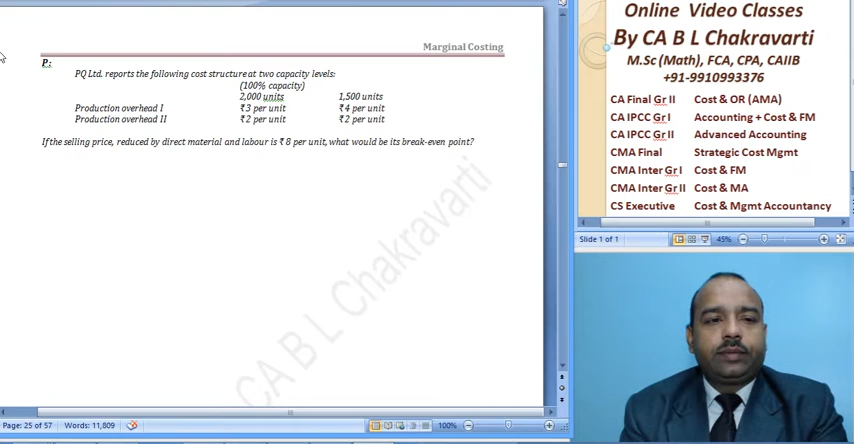 Marginal Costing
P:
PQ Ltd. reports the following cost structure at two capacity levels:
(100% capacity)
2,000 units 1,500 units
Production overhead I ₹3 per unit ₹4 per unit
Production overhead II ₹2 per unit ₹2 per unit
If the selling price, reduced by direct material and labour is ₹ 8 per unit, what would be its break-even point?
CA B L Chakravarti
Page: 25 of 57 Words: 11,809 100%
Online Video Classes
By CA B L Chakravarti
M.Sc (Math), FCA, CPA, CAIIB
+91-9910993376
CA Final Gr II Cost & OR (AMA)
CA IPCC Gr I Accounting + Cost & FM
CA IPCC Gr II Advanced Accounting
CMA Final Strategic Cost Mgmt
CMA Inter Gr I Cost & FM
CMA Inter Gr II Cost & MA
CS Executive Cost & Mgmt Accountancy
Slide 1 of 1 45%